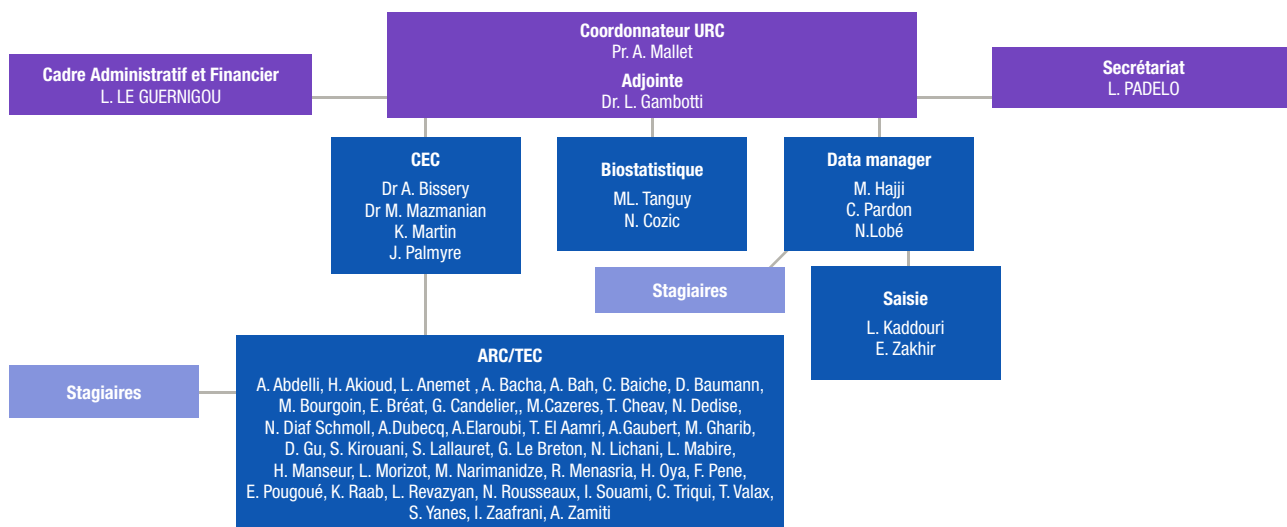 Coordonnateur URC
Pr. A. Mallet
Adjointe
Dr. L. Gambotti
Cadre Administratif et Financier
L. LE GUERNIGOU
Secrétariat
L. PADELO
CEC
Dr A. Bissery
Dr M. Mazmanian
K. Martin
J. Palmyre
Biostatistique
ML. Tanguy
N. Cozic
Data manager
M. Hajji
C. Pardon
N.Lobé
Stagiaires
Saisie
L. Kaddouri
E. Zakhir
Stagiaires
ARC/TEC
A. Abdelli, H. Akioud, L. Anemet , A. Bacha, A. Bah, C. Baiche, D. Baumann,
M. Bourgoin, E. Bréat, G. Candelier,, M.Cazeres, T. Cheav, N. Dedise,
N. Diaf Schmoll, A.Dubecq, A.Elaroubi, T. El Aamri, A.Gaubert, M. Gharib,
D. Gu, S. Kirouani, S. Lallauret, G. Le Breton, N. Lichani, L. Mabire,
H. Manseur, L. Morizot, M. Narimanidze, R. Menasria, H. Oya, F. Pene,
E. Pougoué, K. Raab, L. Revazyan, N. Rousseaux, I. Souami, C. Triqui, T. Valax,
S. Yanes, I. Zaafrani, A. Zamiti